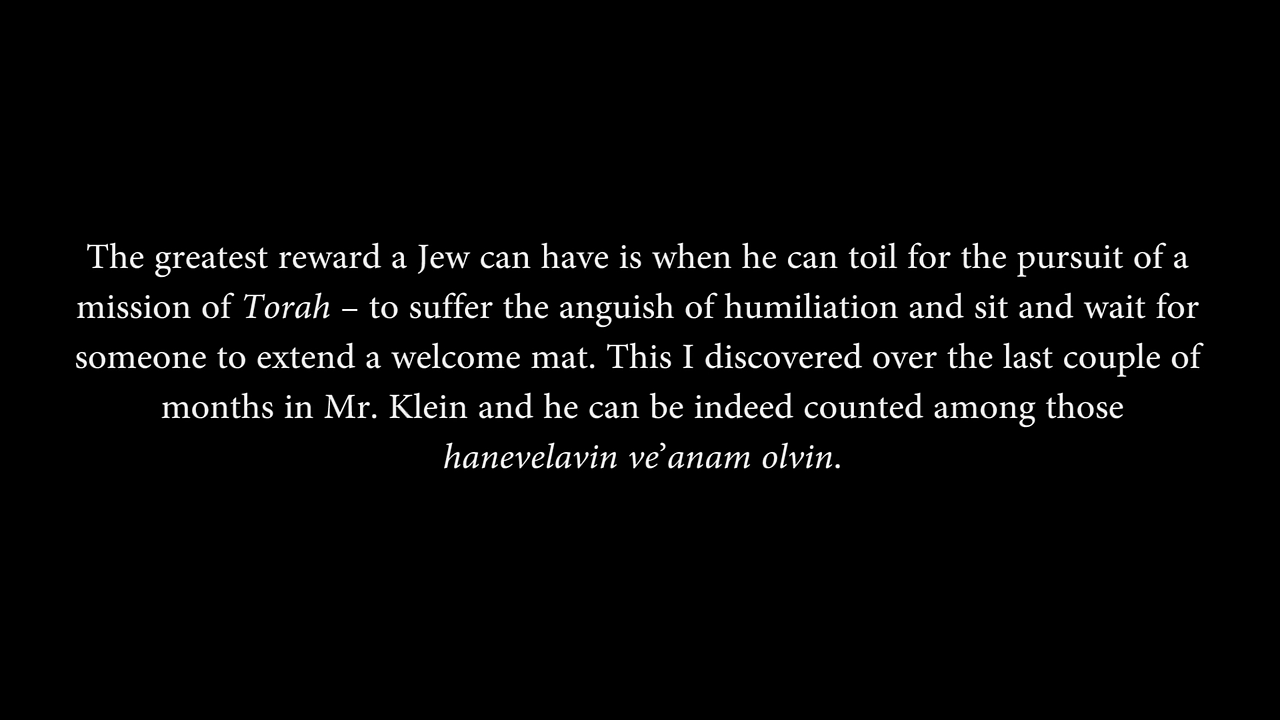 The greatest reward a Jew can have is when he can toil for the pursuit of a
mission of Torah – to suffer the anguish of humiliation and sit and wait for
someone to extend a welcome mat. This I discovered over the last couple of
months in Mr. Klein and he can be indeed counted among those
hanevelavin ve’anam olvin.